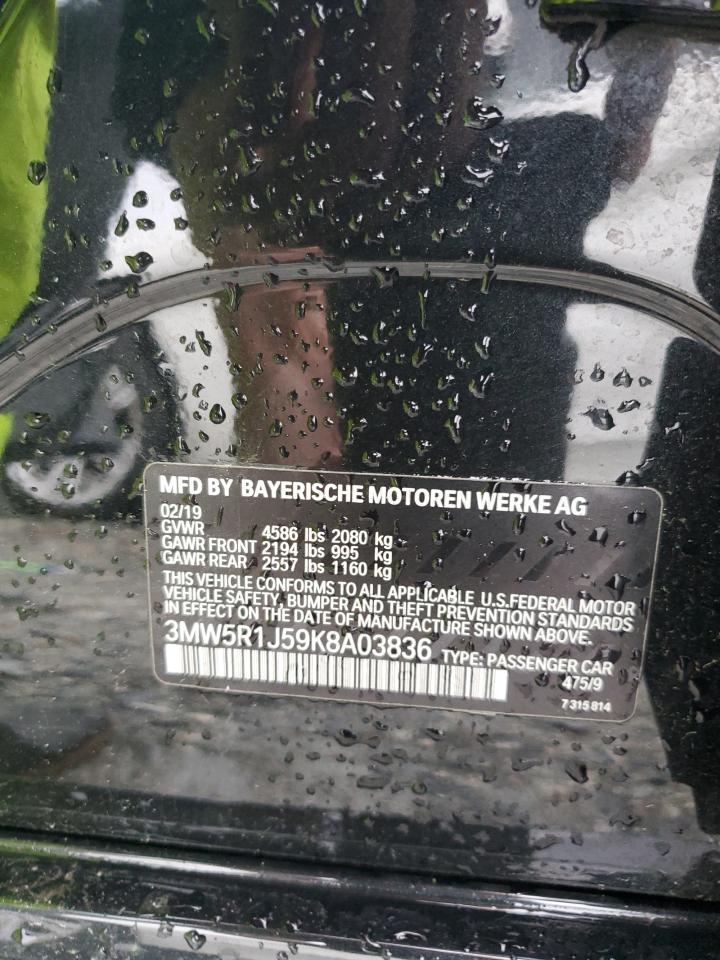 MFD BY BAYERISCHE MOTOREN WERKE AG
02/19
GVWR 4586 lbs 2080 kg
GAWR FRONT 2194 lbs 995 kg
GAWR REAR 2557 lbs 1160 kg
THIS VEHICLE CONFORMS TO ALL APPLICABLE U.S.FEDERAL MOTOR
VEHICLE SAFETY, BUMPER AND THEFT PREVENTION STANDARDS
IN EFFECT ON THE DATE OF MANUFACTURE SHOWN ABOVE.
3MW5R1J59K8A03836 TYPE: PASSENGER CAR
475/9
7 315 814